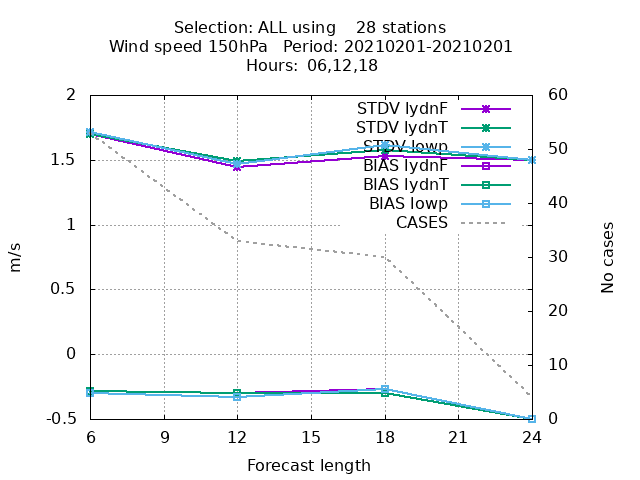 Selection: ALL using    28 stations
Wind speed 150hPa   Period: 20210201-20210201
Hours:  06,12,18
2
1.5
1
0.5
0
-0.5
60
50
40
30
20
10
0
m/s
No cases
STDV lydnF
STDV lydnT
STDV lowp
BIAS lydnF
BIAS lydnT
BIAS lowp
CASES
6 9 12 15 18 21 24
Forecast length